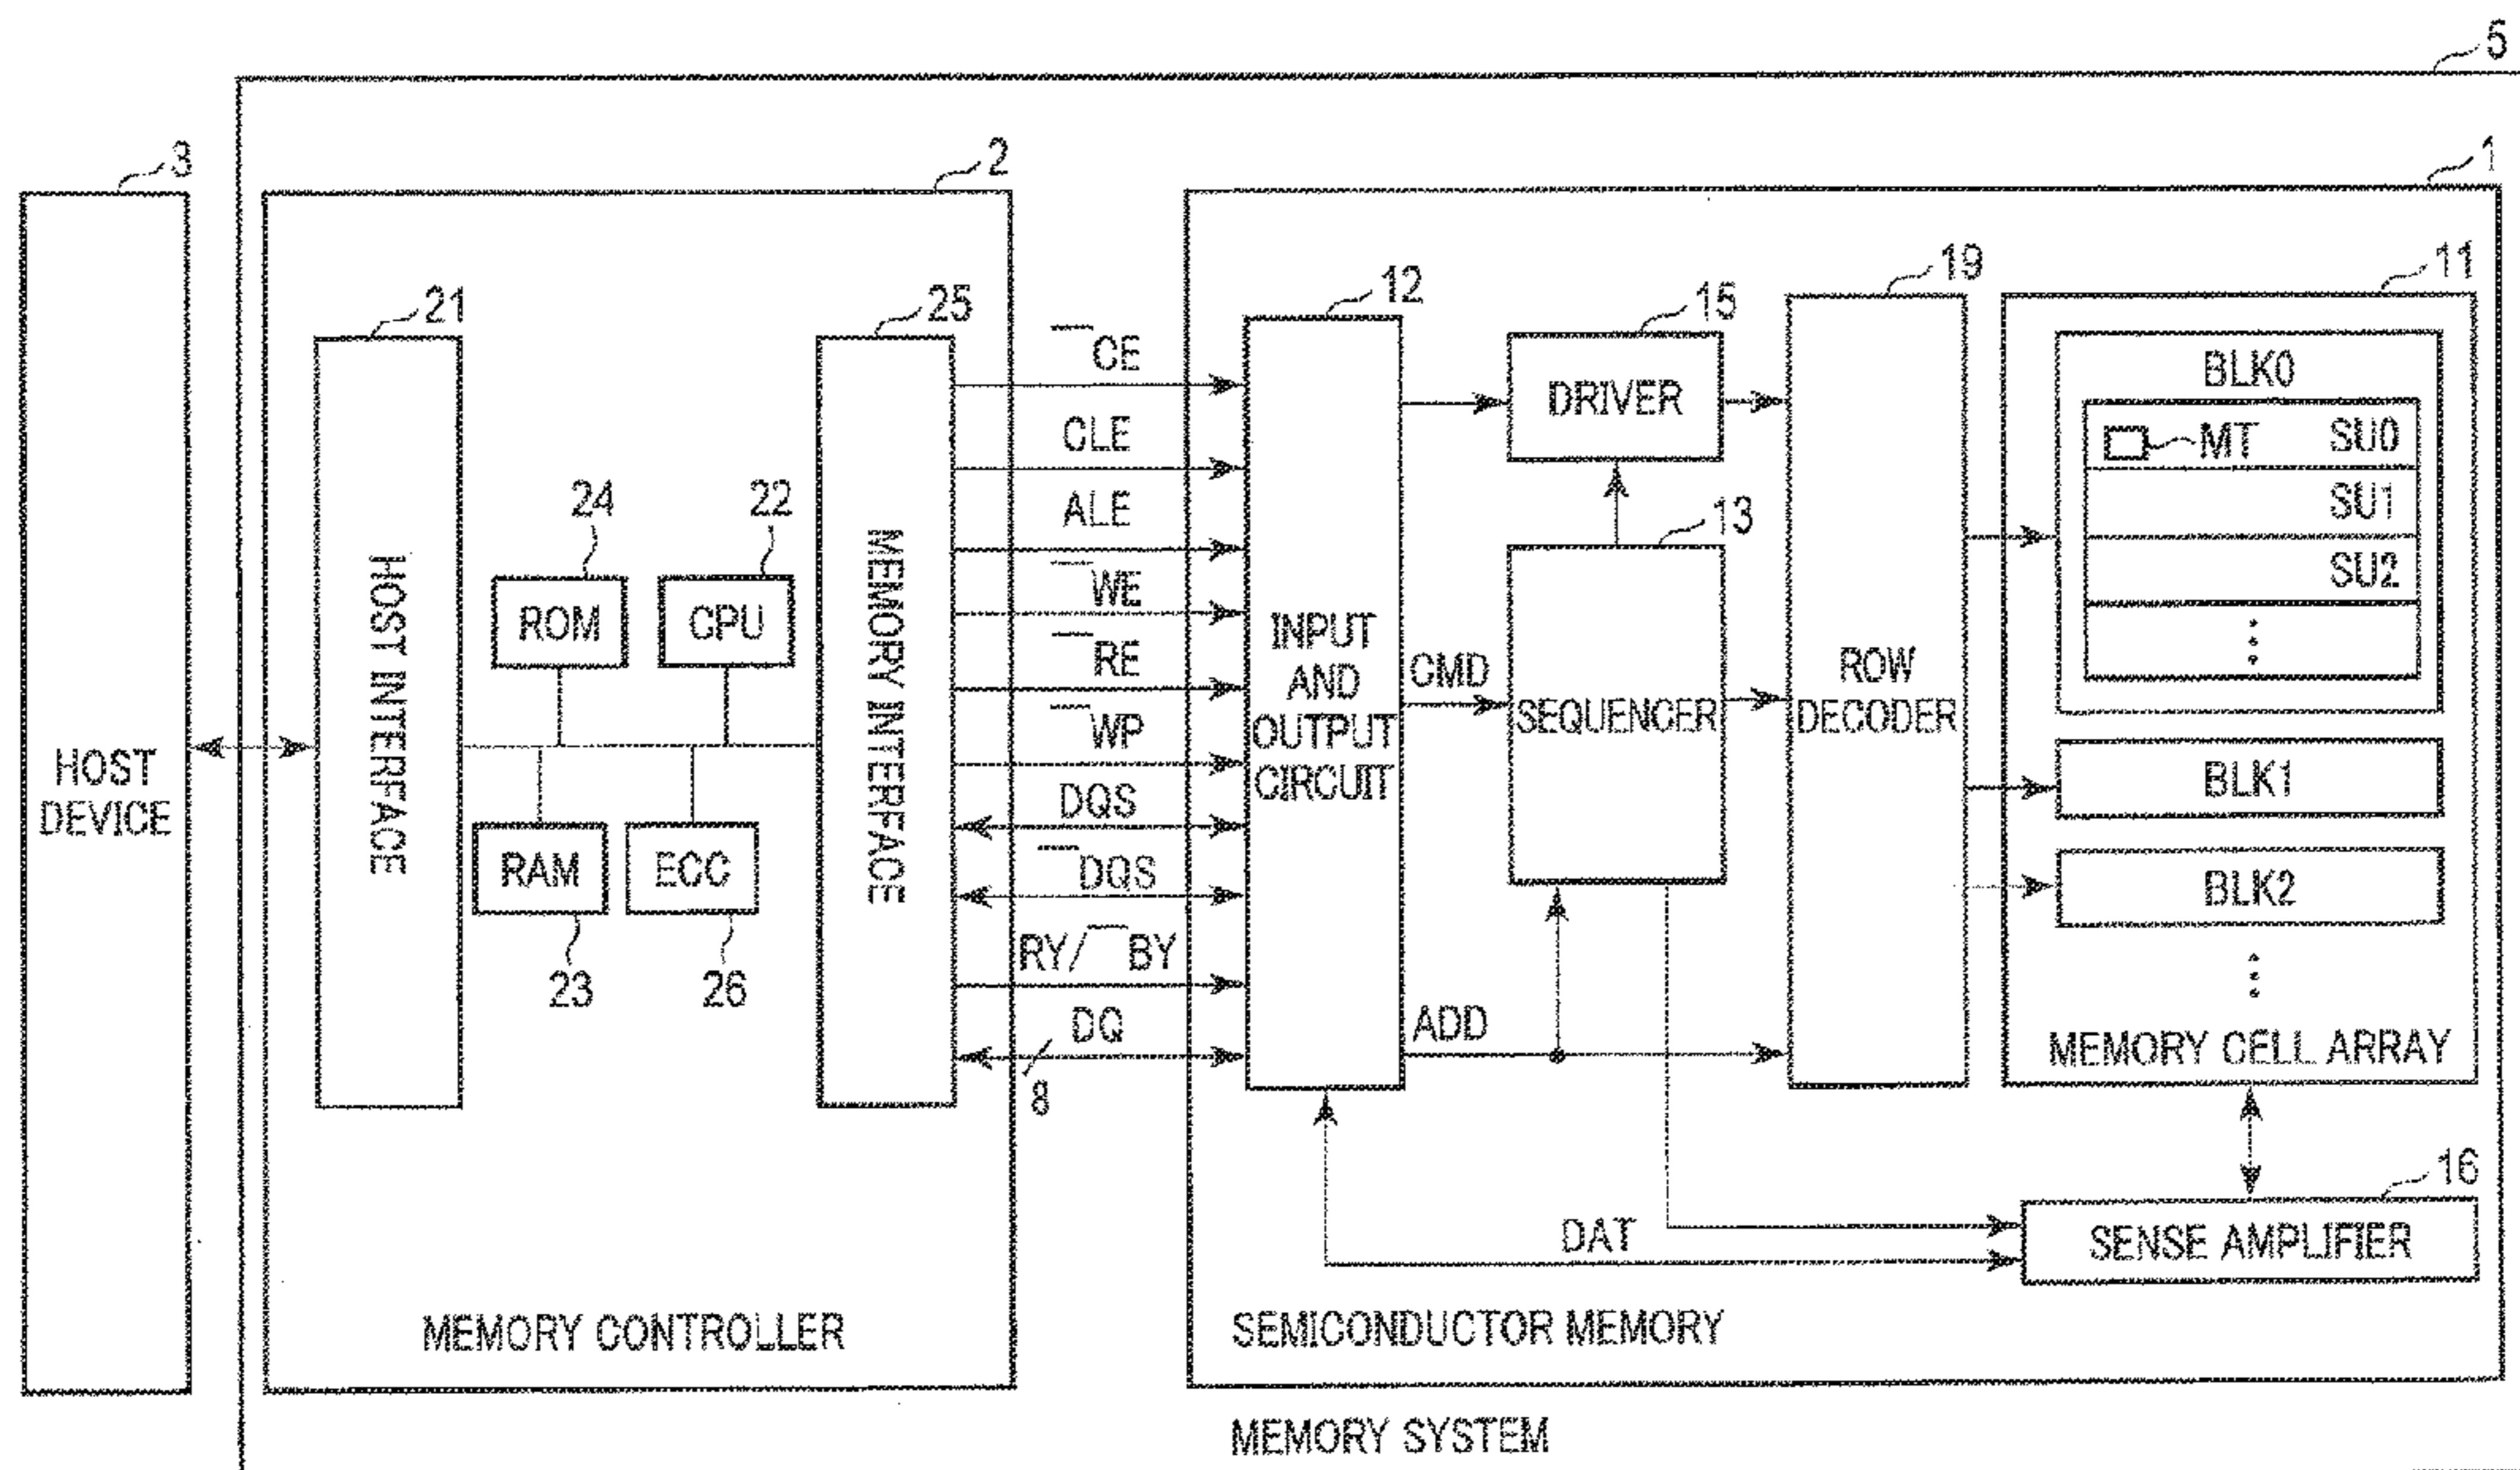 5
3
2
1
HOST
DEVICE
21
HOST INTERFACE
24
ROM
22
CPU
RAM
23
ECC
26
25
MEMORY INTERFACE
MEMORY CONTROLLER
‾CE
CLE
ALE
‾WE
‾RE
‾WP
DQS
‾DQS
RY/‾BY
DQ
8
12
INPUT
AND
OUTPUT
CIRCUIT
CMD
ADD
DAT
15
DRIVER
13
SEQUENCER
19
ROW
DECODER
11
BLK0
MT SU0
SU1
SU2
BLK1
BLK2
MEMORY CELL ARRAY
16
SENSE AMPLIFIER
SEMICONDUCTOR MEMORY
MEMORY SYSTEM